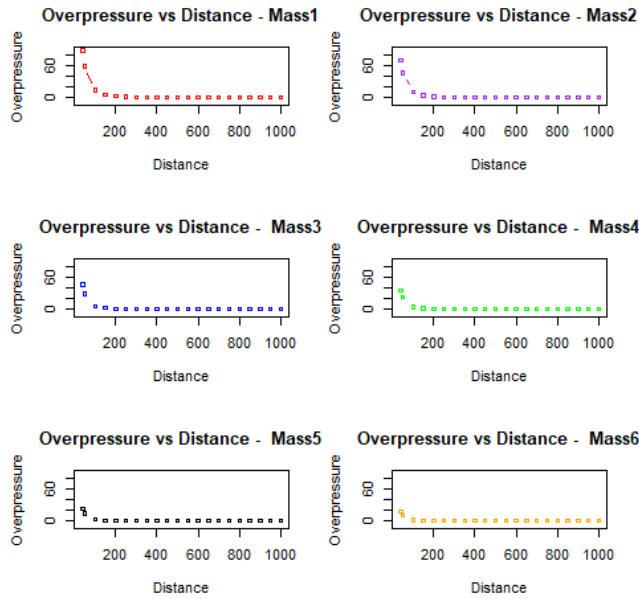 Overpressure vs Distance - Mass1
Overpressure
60
0
200 400 600 800 1000
Distance
Overpressure vs Distance - Mass2
Overpressure
60
0
200 400 600 800 1000
Distance
Overpressure vs Distance - Mass3
Overpressure
60
0
200 400 600 800 1000
Distance
Overpressure vs Distance - Mass4
Overpressure
60
0
200 400 600 800 1000
Distance
Overpressure vs Distance - Mass5
Overpressure
60
0
200 400 600 800 1000
Distance
Overpressure vs Distance - Mass6
Overpressure
60
0
200 400 600 800 1000
Distance